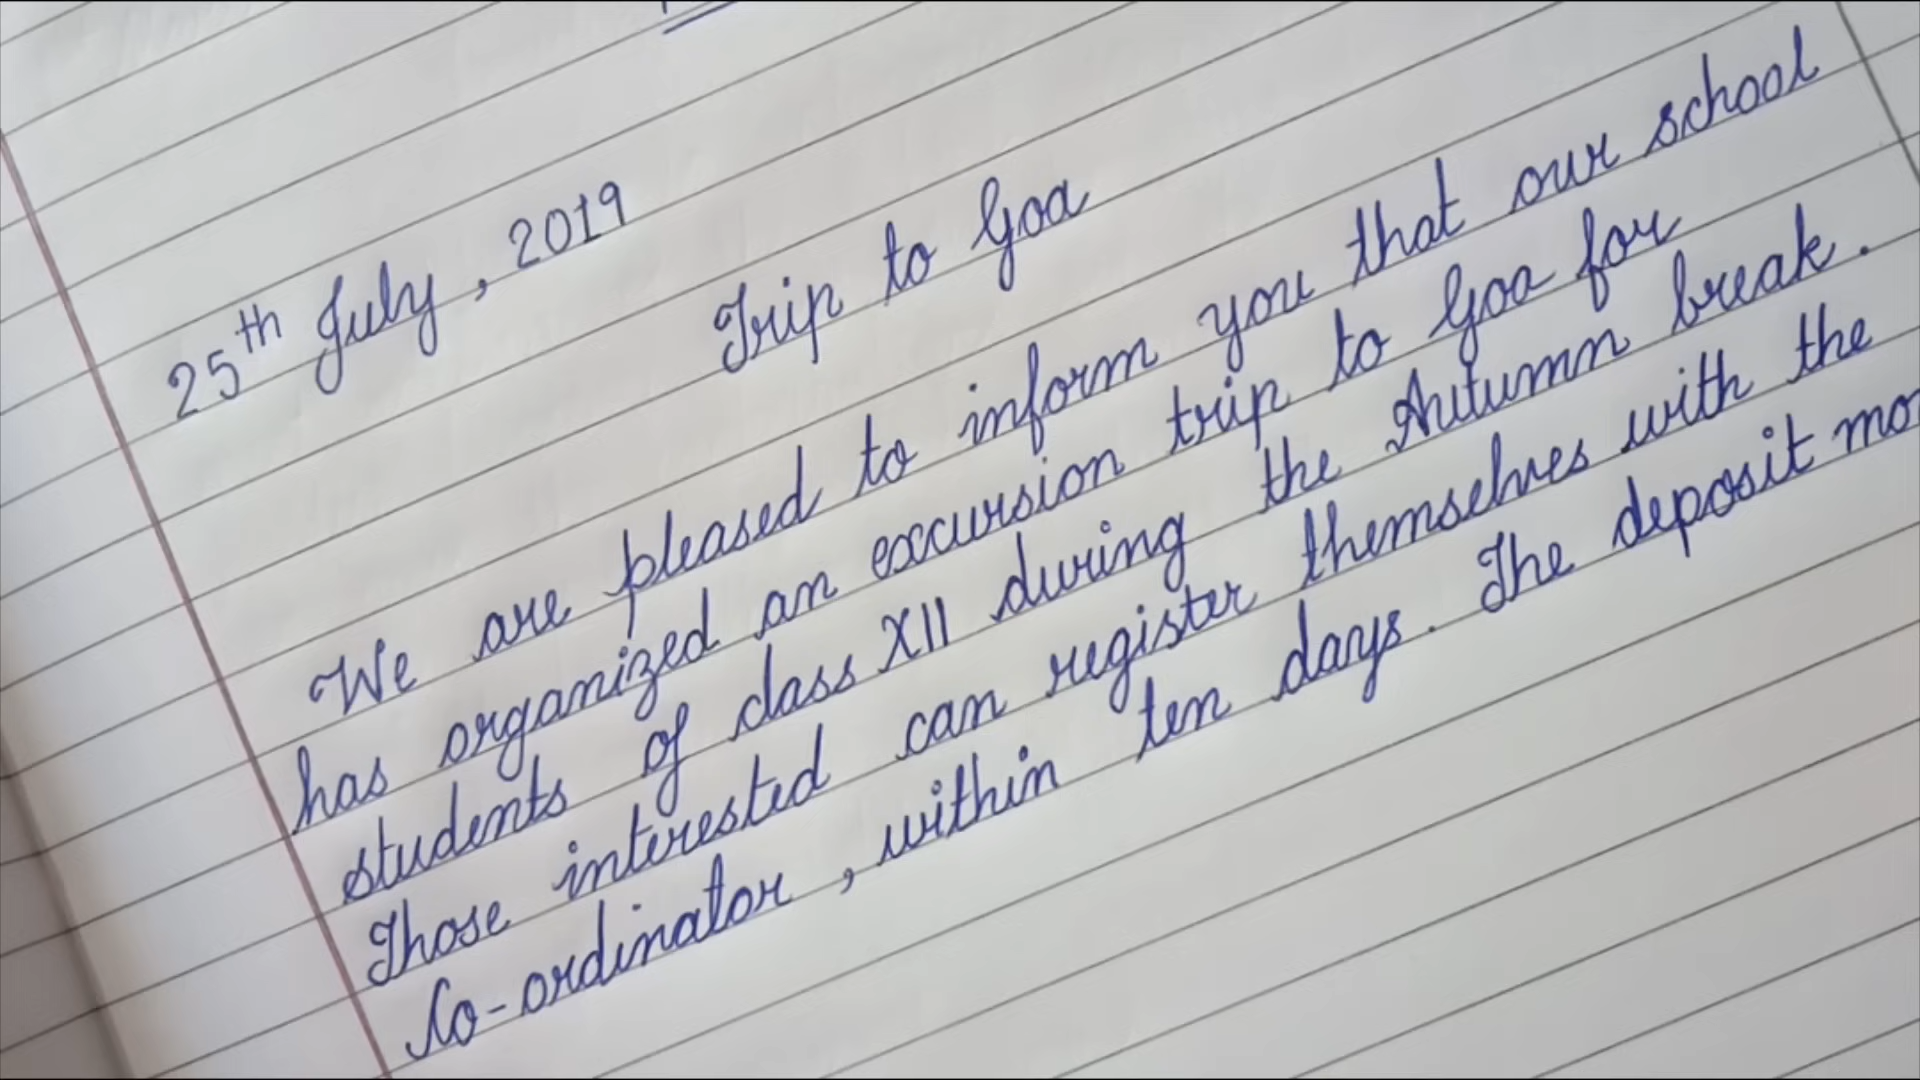 25th July, 2019
Trip to Goa
We are pleased to inform you that our school
has organized an excursion trip to Goa for
students of class XII during the Autumn break.
Those interested can register themselves with the
Co-ordinator, within ten days. The deposit